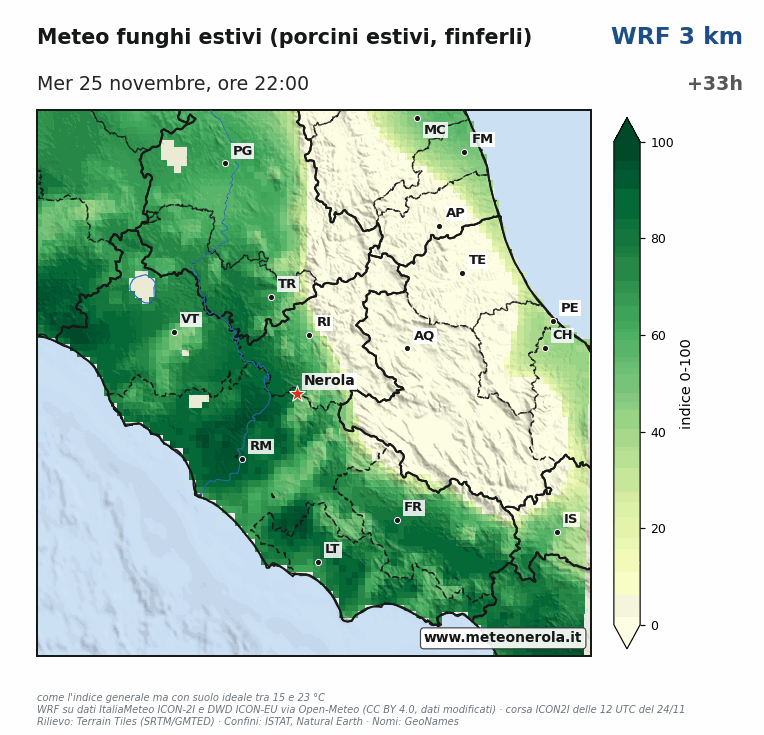 Meteo funghi estivi (porcini estivi, finferli)
WRF 3 km
Mer 25 novembre, ore 22:00
+33h
MC
FM
PG
AP
TE
TR
PE
VT
RI
CH
AQ
Nerola
RM
FR
IS
LT
www.meteonerola.it
100
80
60
40
20
0
indice 0-100
come l'indice generale ma con suolo ideale tra 15 e 23 °C
WRF su dati ItaliaMeteo ICON-2I e DWD ICON-EU via Open-Meteo (CC BY 4.0, dati modificati) · corsa ICON2I delle 12 UTC del 24/11
Rilievo: Terrain Tiles (SRTM/GMTED) · Confini: ISTAT, Natural Earth · Nomi: GeoNames